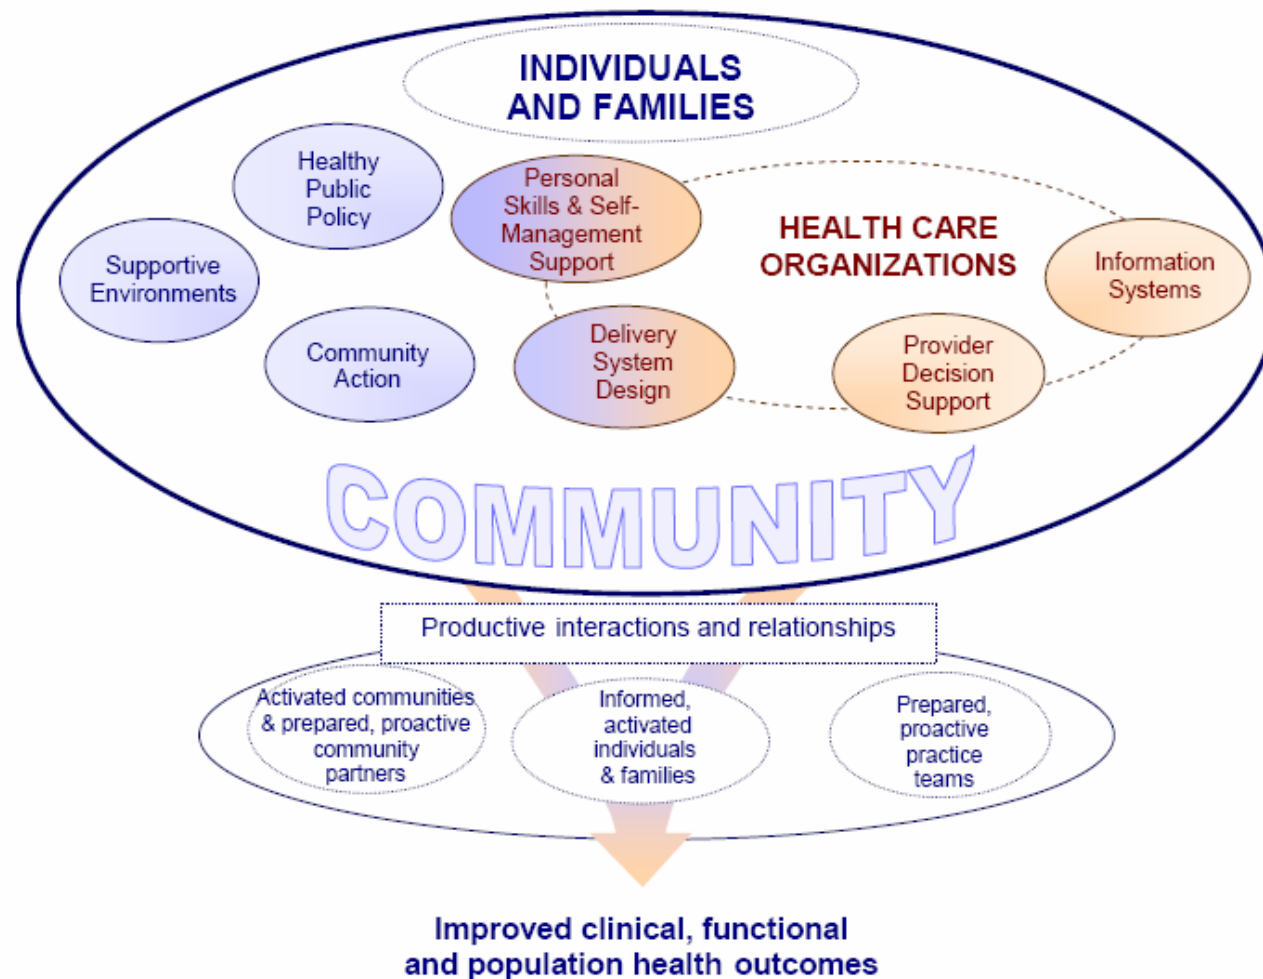 INDIVIDUALS
AND FAMILIES
Healthy
Public
Policy
Personal
Skills & Self-
Management
Support
HEALTH CARE
ORGANIZATIONS
Information
Systems
Supportive
Environments
Community
Action
Delivery
System
Design
Provider
Decision
Support
COMMUNITY
Productive interactions and relationships
Activated communities
& prepared, proactive
community
partners
Informed,
activated
individuals
& families
Prepared,
proactive
practice
teams
Improved clinical, functional
and population health outcomes